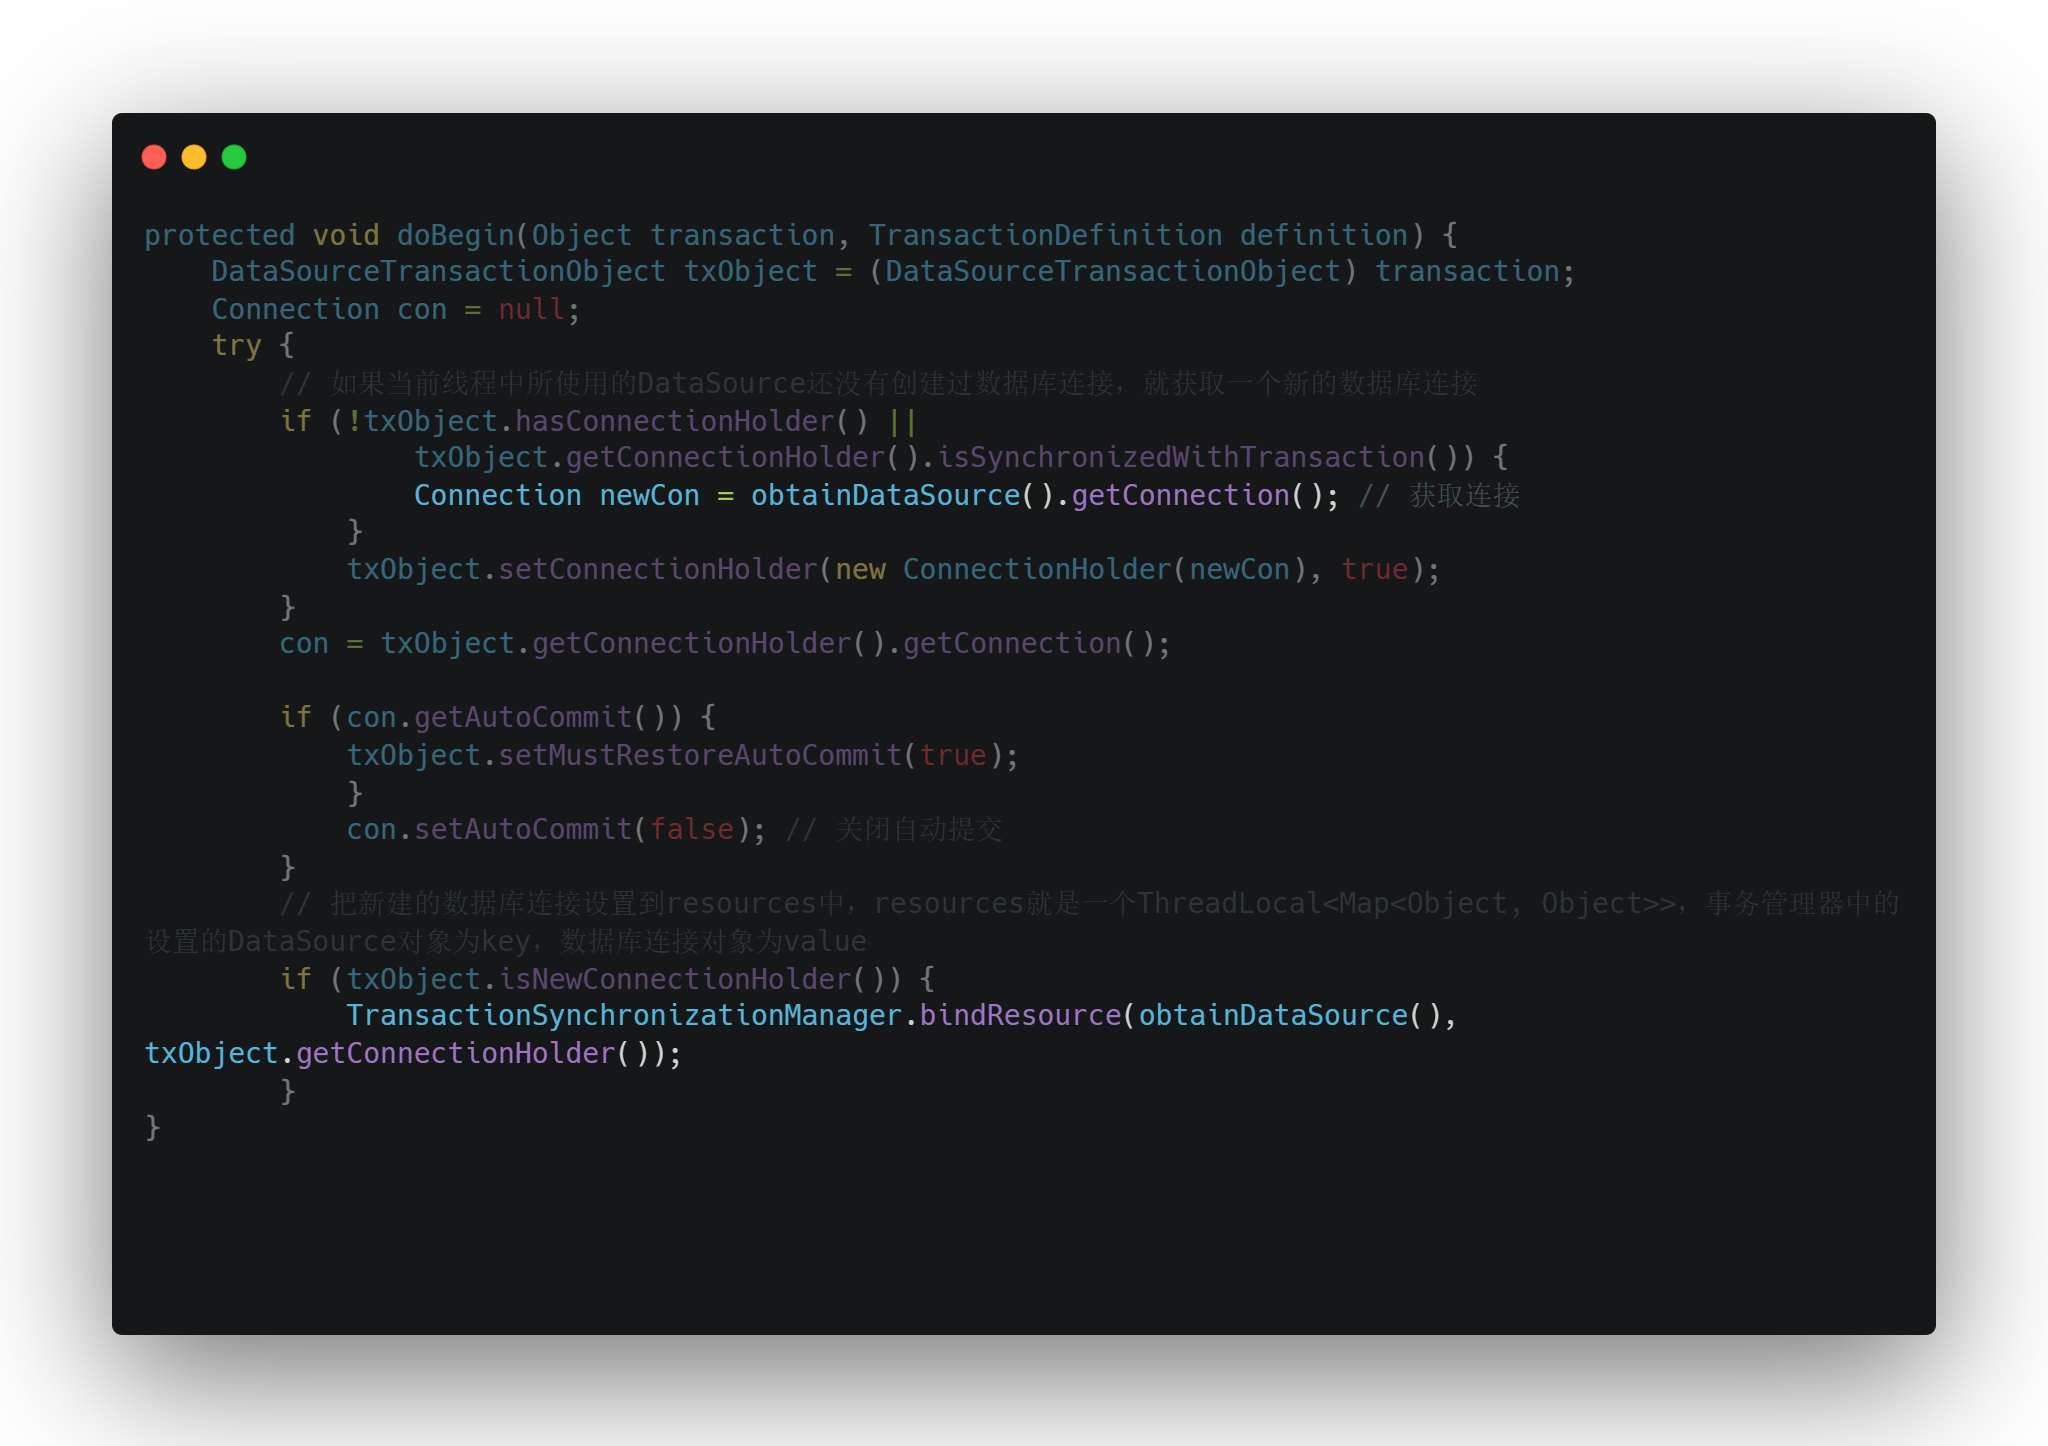 protected void doBegin(Object transaction, TransactionDefinition definition) {
    DataSourceTransactionObject txObject = (DataSourceTransactionObject) transaction;
    Connection con = null;
    try {
        // 如果当前线程中所使用的DataSource还没有创建过数据库连接，就获取一个新的数据库连接
        if (!txObject.hasConnectionHolder() ||
                txObject.getConnectionHolder().isSynchronizedWithTransaction()) {
                Connection newCon = obtainDataSource().getConnection(); // 获取连接
            }
            txObject.setConnectionHolder(new ConnectionHolder(newCon), true);
        }
        con = txObject.getConnectionHolder().getConnection();

        if (con.getAutoCommit()) {
            txObject.setMustRestoreAutoCommit(true);
            }
            con.setAutoCommit(false); // 关闭自动提交
        }
        // 把新建的数据库连接设置到resources中，resources就是一个ThreadLocal<Map<Object, Object>>，事务管理器中的
设置的DataSource对象为key，数据库连接对象为value
        if (txObject.isNewConnectionHolder()) {
            TransactionSynchronizationManager.bindResource(obtainDataSource(),
txObject.getConnectionHolder());
        }
}